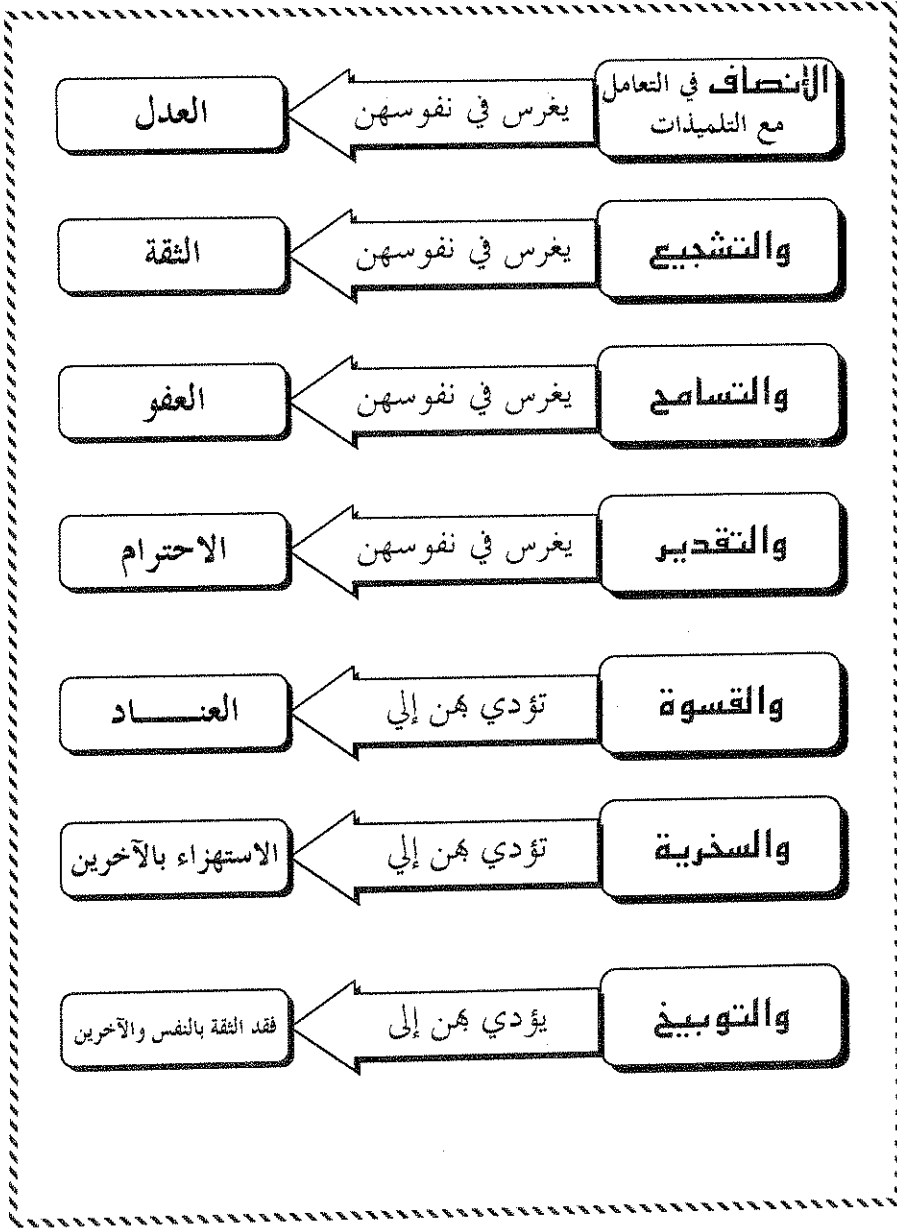 الإنصاف في التعامل مع التلميذات يغرس في نفوسهن العدل
والتشجيع يغرس في نفوسهن الثقة
والتسامح يغرس في نفوسهن العفو
والتقدير يغرس في نفوسهن الاحترام
والقسوة تؤدي بهن إلي العنـــــاد
والسخرية تؤدي بهن إلي الاستهزاء بالآخرين
والتوبيخ يؤدي بهن إلى فقد الثقة بالنفس والآخرين